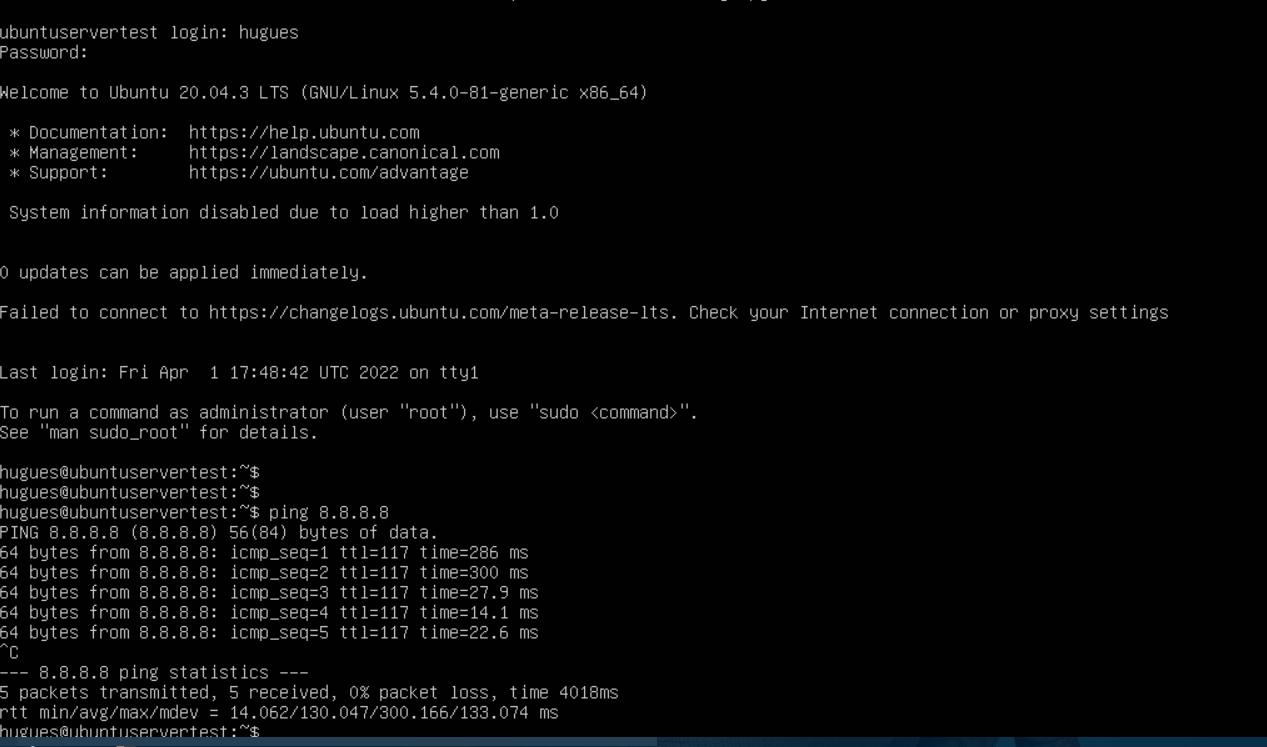 ubuntuservertest login: hugues
Password:
Welcome to Ubuntu 20.04.3 LTS (GNU/Linux 5.4.0-81-generic x86_64)
* Documentation:  https://help.ubuntu.com
* Management:     https://landscape.canonical.com
* Support:        https://ubuntu.com/advantage
System information disabled due to load higher than 1.0
0 updates can be applied immediately.
Failed to connect to https://changelogs.ubuntu.com/meta-release-lts. Check your Internet connection or proxy settings
Last login: Fri Apr  1 17:48:42 UTC 2022 on tty1
To run a command as administrator (user "root"), use "sudo <command>".
See "man sudo_root" for details.
hugues@ubuntuservertest:~$
hugues@ubuntuservertest:~$
hugues@ubuntuservertest:~$ ping 8.8.8.8
PING 8.8.8.8 (8.8.8.8) 56(84) bytes of data.
64 bytes from 8.8.8.8: icmp_seq=1 ttl=117 time=286 ms
64 bytes from 8.8.8.8: icmp_seq=2 ttl=117 time=300 ms
64 bytes from 8.8.8.8: icmp_seq=3 ttl=117 time=27.9 ms
64 bytes from 8.8.8.8: icmp_seq=4 ttl=117 time=14.1 ms
64 bytes from 8.8.8.8: icmp_seq=5 ttl=117 time=22.6 ms
^C
--- 8.8.8.8 ping statistics ---
5 packets transmitted, 5 received, 0% packet loss, time 4018ms
rtt min/avg/max/mdev = 14.062/130.047/300.166/133.074 ms
hugues@ubuntuservertest:~$